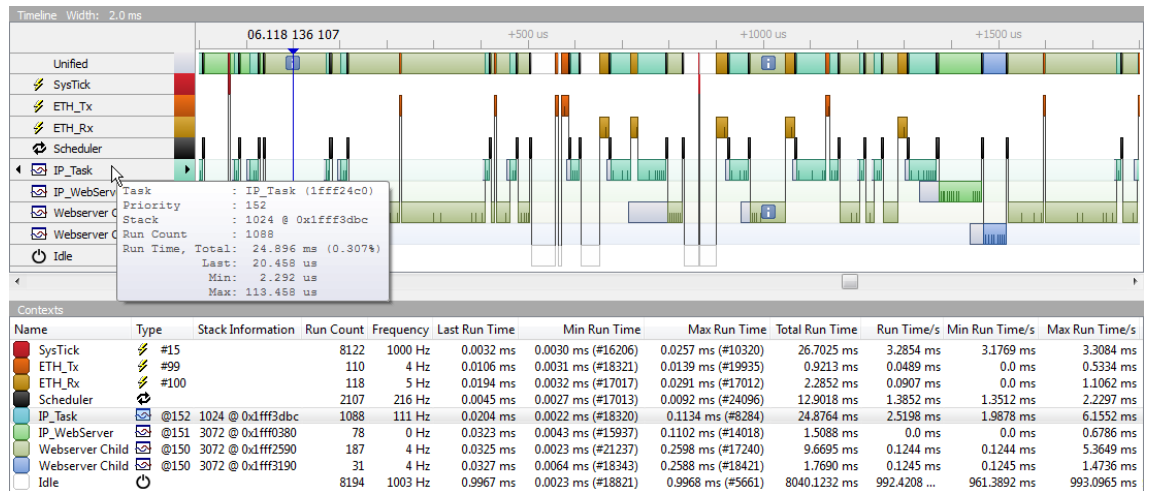 Timeline Width: 2.0 ms
06.118 136 107 +500 us +1000 us +1500 us
Unified
SysTick
ETH_Tx
ETH_Rx
Scheduler
IP_Task
IP_WebServ
Webserver C
Webserver C
Idle
Task : IP_Task (1fff24c0)
Priority : 152
Stack : 1024 @ 0x1fff3dbc
Run Count : 1088
Run Time, Total: 24.896 ms (0.307%)
Last: 20.458 us
Min: 2.292 us
Max: 113.458 us
Contexts
Name Type Stack Information Run Count Frequency Last Run Time Min Run Time Max Run Time Total Run Time Run Time/s Min Run Time/s Max Run Time/s
SysTick #15 8122 1000 Hz 0.0032 ms 0.0030 ms (#16206) 0.0257 ms (#10320) 26.7025 ms 3.2854 ms 3.1769 ms 3.3084 ms
ETH_Tx #99 110 4 Hz 0.0106 ms 0.0031 ms (#18321) 0.0139 ms (#19935) 0.9213 ms 0.0489 ms 0.0 ms 0.5334 ms
ETH_Rx #100 118 5 Hz 0.0194 ms 0.0032 ms (#17017) 0.0291 ms (#17012) 2.2852 ms 0.0907 ms 0.0 ms 1.1062 ms
Scheduler 2107 216 Hz 0.0045 ms 0.0027 ms (#17013) 0.0092 ms (#24096) 12.9018 ms 1.3852 ms 1.3512 ms 2.2297 ms
IP_Task @152 1024 @ 0x1fff3dbc 1088 111 Hz 0.0204 ms 0.0022 ms (#18320) 0.1134 ms (#8284) 24.8764 ms 2.5198 ms 1.9878 ms 6.1552 ms
IP_WebServer @151 3072 @ 0x1fff0380 78 0 Hz 0.0323 ms 0.0043 ms (#15937) 0.1102 ms (#14018) 1.5088 ms 0.0 ms 0.0 ms 0.6786 ms
Webserver Child @150 3072 @ 0x1fff2590 187 4 Hz 0.0325 ms 0.0023 ms (#21237) 0.2598 ms (#17240) 9.6695 ms 0.1244 ms 0.1244 ms 5.3649 ms
Webserver Child @150 3072 @ 0x1fff3190 31 4 Hz 0.0327 ms 0.0064 ms (#18343) 0.2588 ms (#18421) 1.7690 ms 0.1245 ms 0.1245 ms 1.4736 ms
Idle 8194 1003 Hz 0.9967 ms 0.0023 ms (#18821) 0.9968 ms (#5661) 8040.1232 ms 992.4208 ... 961.3892 ms 993.0965 ms